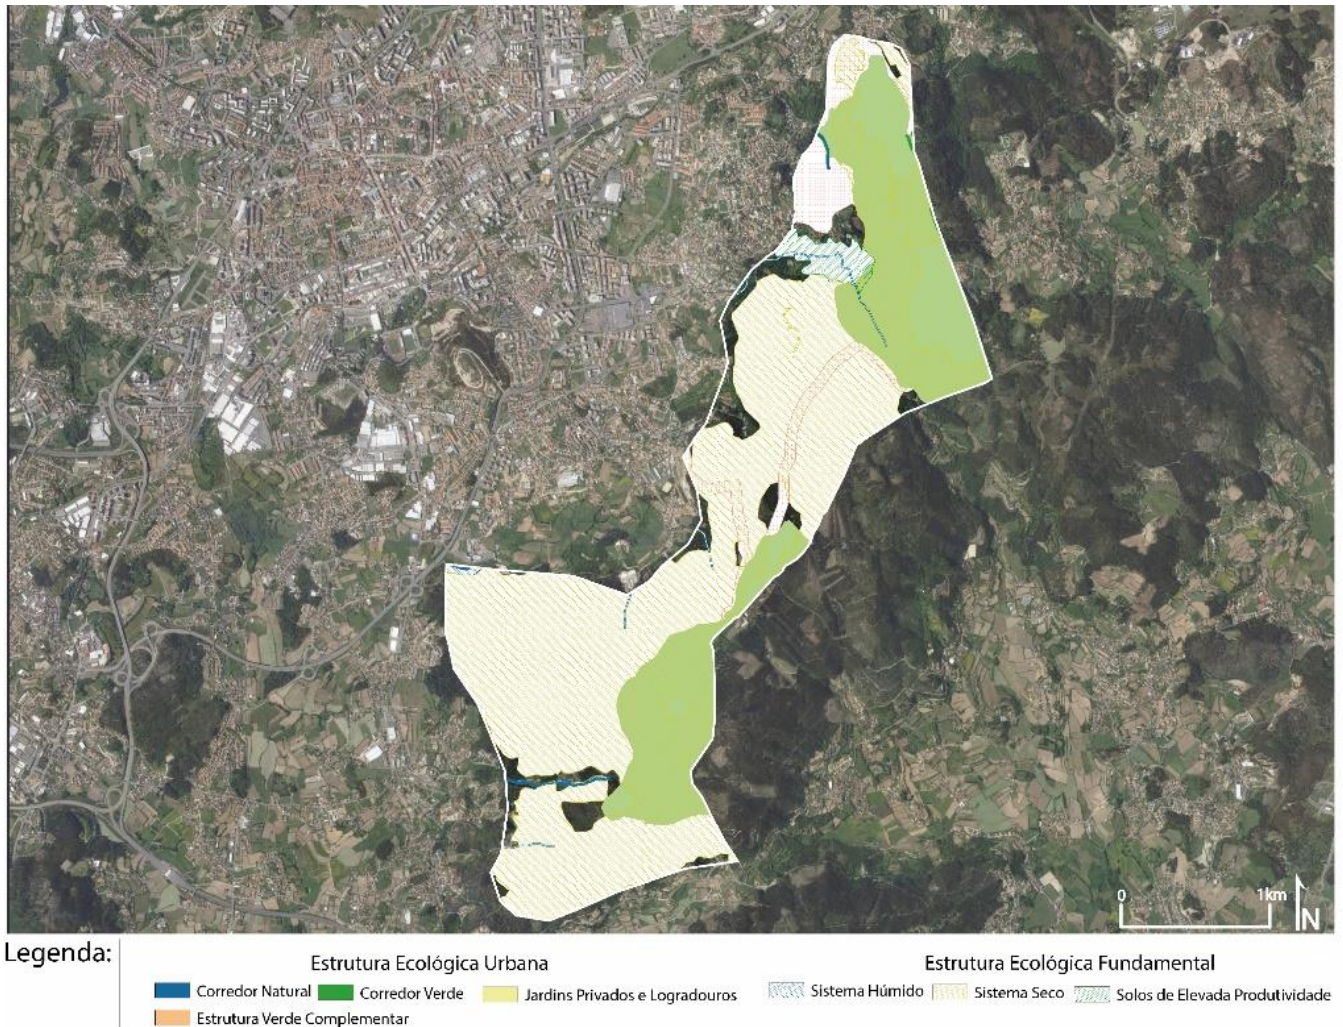 0 1km
N
Legenda:
Estrutura Ecológica Urbana
Estrutura Ecológica Fundamental
Corredor Natural Corredor Verde Jardins Privados e Logradouros
Sistema Húmido Sistema Seco Solos de Elevada Produtividade
Estrutura Verde Complementar